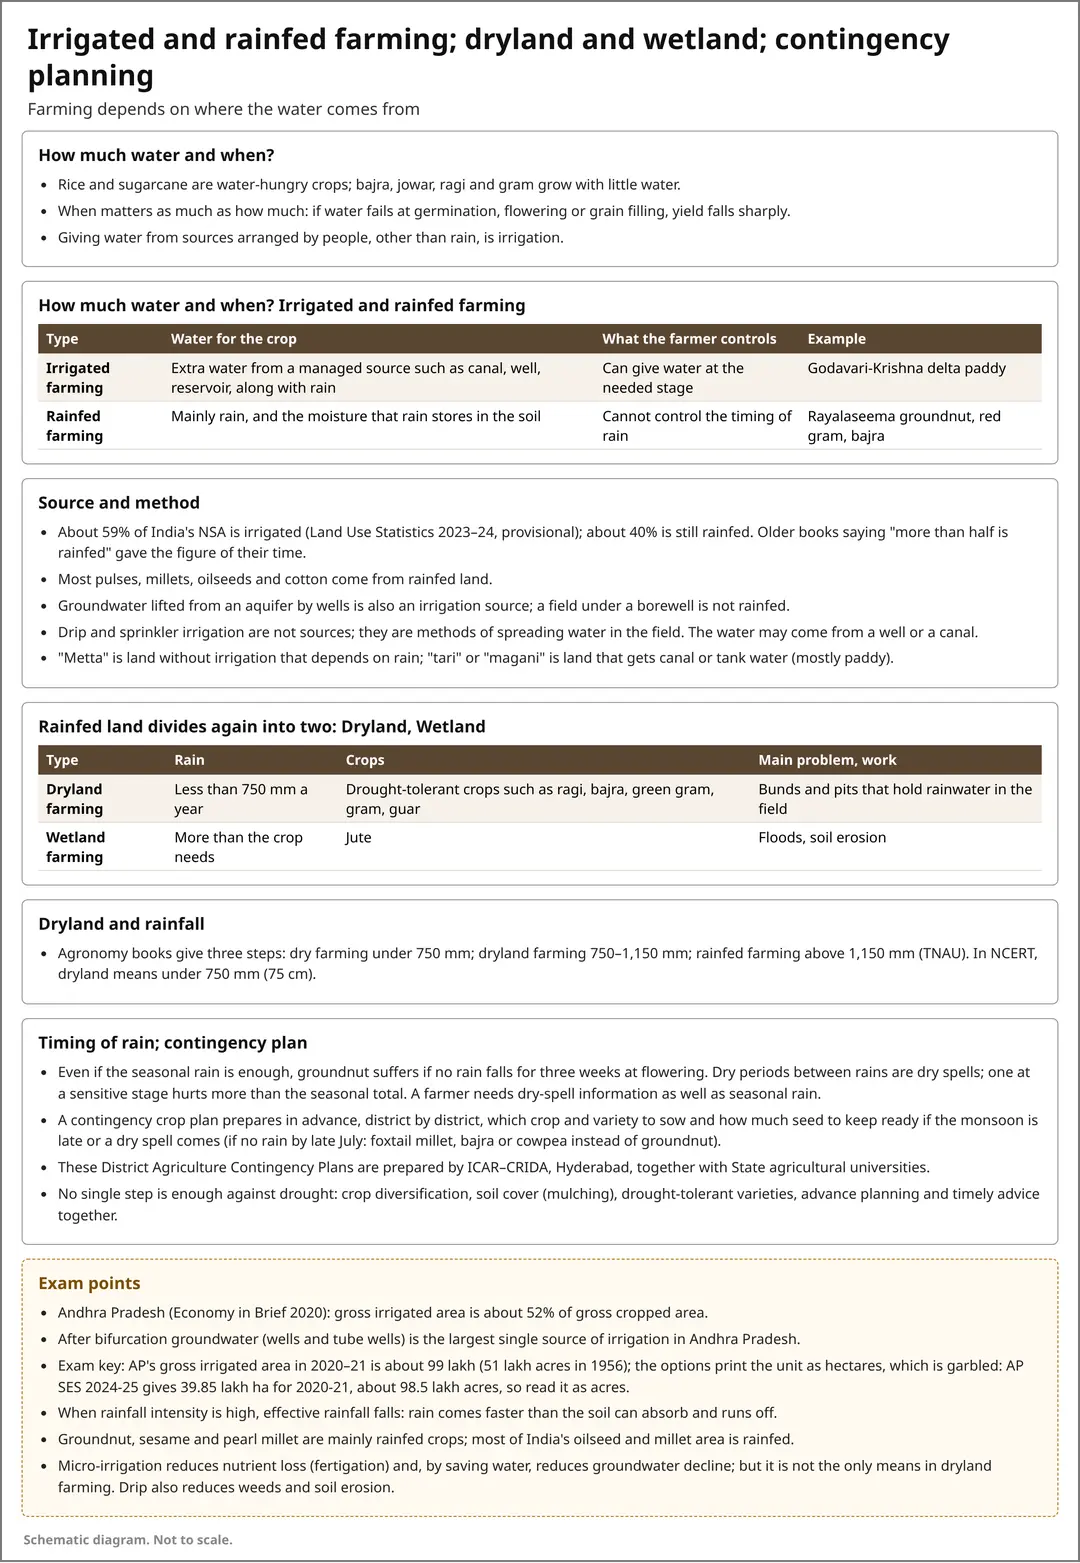 Irrigated and rainfed farming; dryland and wetland; contingency
planning
Farming depends on where the water comes from
How much water and when?
• Rice and sugarcane are water-hungry crops; bajra, jowar, ragi and gram grow with little water.
• When matters as much as how much: if water fails at germination, flowering or grain filling, yield falls sharply.
• Giving water from sources arranged by people, other than rain, is irrigation.
How much water and when? Irrigated and rainfed farming
Type Water for the crop What the farmer controls Example
Irrigated Extra water from a managed source such as canal, well, Can give water at the Godavari-Krishna delta paddy
farming reservoir, along with rain needed stage
Rainfed Mainly rain, and the moisture that rain stores in the soil Cannot control the timing of Rayalaseema groundnut, red
farming rain gram, bajra
Source and method
• About 59% of India's NSA is irrigated (Land Use Statistics 2023–24, provisional); about 40% is still rainfed. Older books saying "more than half is
rainfed" gave the figure of their time.
• Most pulses, millets, oilseeds and cotton come from rainfed land.
• Groundwater lifted from an aquifer by wells is also an irrigation source; a field under a borewell is not rainfed.
• Drip and sprinkler irrigation are not sources; they are methods of spreading water in the field. The water may come from a well or a canal.
• "Metta" is land without irrigation that depends on rain; "tari" or "magani" is land that gets canal or tank water (mostly paddy).
Rainfed land divides again into two: Dryland, Wetland
Type Rain Crops Main problem, work
Dryland Less than 750 mm a Drought-tolerant crops such as ragi, bajra, green gram, Bunds and pits that hold rainwater in the
farming year gram, guar field
Wetland More than the crop Jute Floods, soil erosion
farming needs
Dryland and rainfall
• Agronomy books give three steps: dry farming under 750 mm; dryland farming 750–1,150 mm; rainfed farming above 1,150 mm (TNAU). In NCERT,
dryland means under 750 mm (75 cm).
Timing of rain; contingency plan
• Even if the seasonal rain is enough, groundnut suffers if no rain falls for three weeks at flowering. Dry periods between rains are dry spells; one at
a sensitive stage hurts more than the seasonal total. A farmer needs dry-spell information as well as seasonal rain.
• A contingency crop plan prepares in advance, district by district, which crop and variety to sow and how much seed to keep ready if the monsoon is
late or a dry spell comes (if no rain by late July: foxtail millet, bajra or cowpea instead of groundnut).
• These District Agriculture Contingency Plans are prepared by ICAR–CRIDA, Hyderabad, together with State agricultural universities.
• No single step is enough against drought: crop diversification, soil cover (mulching), drought-tolerant varieties, advance planning and timely advice
together.
Exam points
• Andhra Pradesh (Economy in Brief 2020): gross irrigated area is about 52% of gross cropped area.
• After bifurcation groundwater (wells and tube wells) is the largest single source of irrigation in Andhra Pradesh.
• Exam key: AP's gross irrigated area in 2020–21 is about 99 lakh (51 lakh acres in 1956); the options print the unit as hectares, which is garbled: AP
SES 2024-25 gives 39.85 lakh ha for 2020-21, about 98.5 lakh acres, so read it as acres.
• When rainfall intensity is high, effective rainfall falls: rain comes faster than the soil can absorb and runs off.
• Groundnut, sesame and pearl millet are mainly rainfed crops; most of India's oilseed and millet area is rainfed.
• Micro-irrigation reduces nutrient loss (fertigation) and, by saving water, reduces groundwater decline; but it is not the only means in dryland
farming. Drip also reduces weeds and soil erosion.
Schematic diagram. Not to scale.